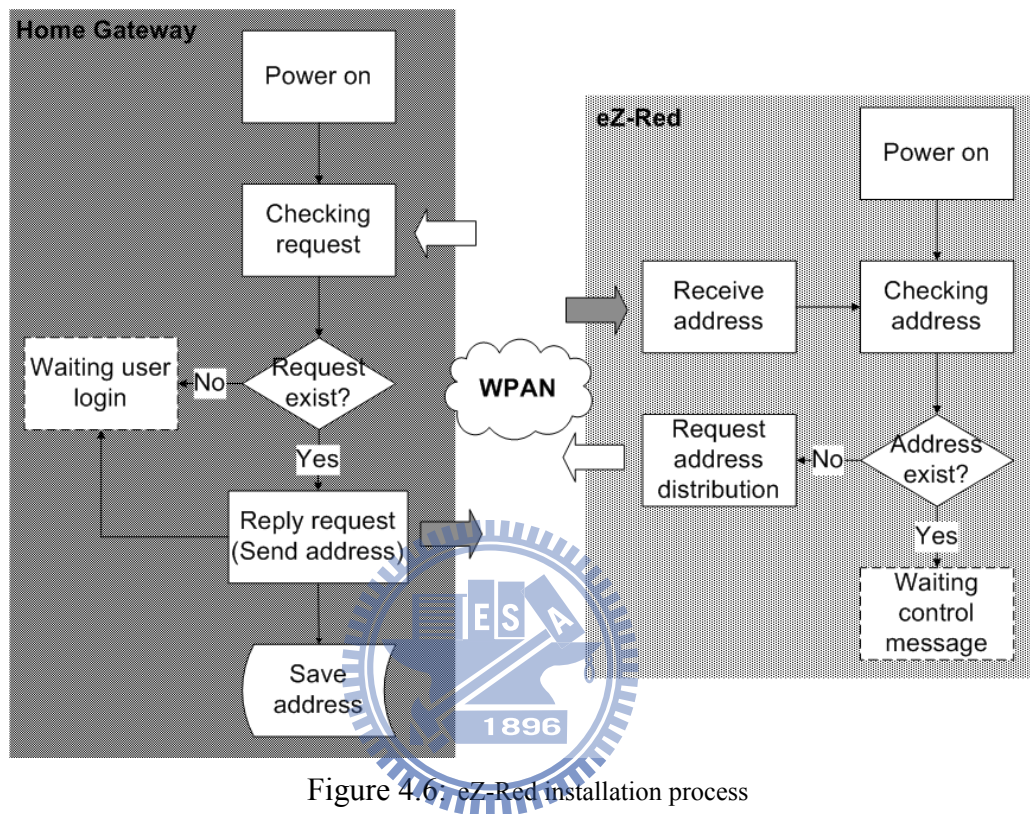 Home Gateway
Power on
Checking
request
Request
exist?
No
Waiting user
login
Yes
Reply request
(Send address)
Save
address
WPAN
eZ-Red
Power on
Receive
address
Checking
address
Address
exist?
No
Request
address
distribution
Yes
Waiting
control
message
E S A
1896
Figure 4.6: eZ-Red installation process